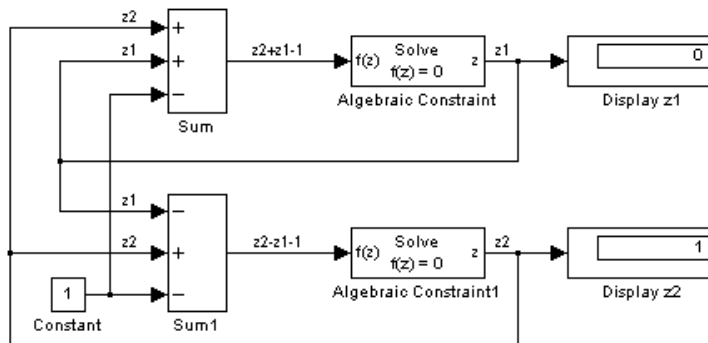 z2
z1
+
+
−
Sum
z2+z1-1
f(z)
Solve
f(z) = 0
z
Algebraic Constraint
z1
0
Display z1
z1
z2
−
+
−
Sum1
z2-z1-1
f(z)
Solve
f(z) = 0
z
Algebraic Constraint1
z2
1
Display z2
1
Constant